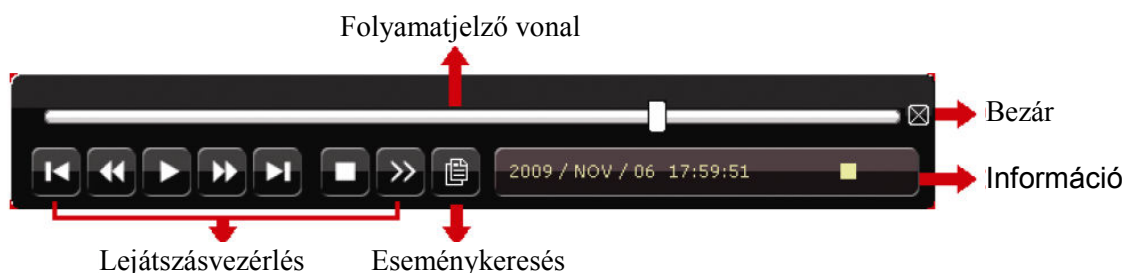 Folyamatjelző vonal
Bezár
2009 / NOV / 06 17:59:51
Információ
Lejátszásvezérlés
Eseménykeresés